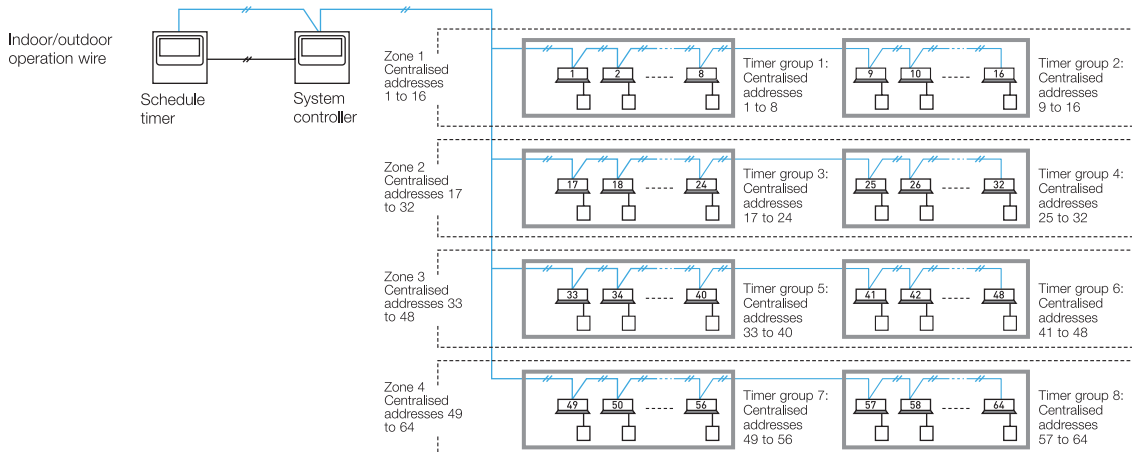 Indoor/outdoor
operation wire
Schedule
timer
System
controller
Zone 1
Centralised
addresses
1 to 16
1 2 8
Timer group 1:
Centralised
addresses
1 to 8
9 10 16
Timer group 2:
Centralised
addresses
9 to 16
Zone 2
Centralised
addresses 17
to 32
17 18 24
Timer group 3:
Centralised
addresses
17 to 24
25 26 32
Timer group 4:
Centralised
addresses
25 to 32
Zone 3
Centralised
addresses 33
to 48
33 34 40
Timer group 5:
Centralised
addresses
33 to 40
41 42 48
Timer group 6:
Centralised
addresses
41 to 48
Zone 4
Centralised
addresses 49
to 64
49 50 56
Timer group 7:
Centralised
addresses
49 to 56
57 58 64
Timer group 8:
Centralised
addresses
57 to 64